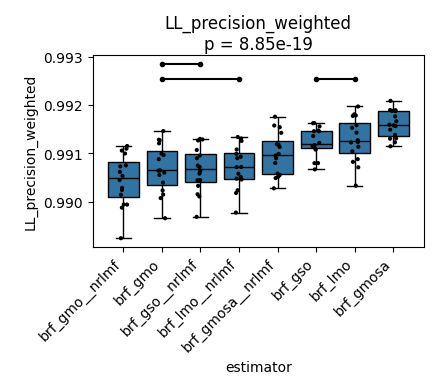 LL_precision_weighted
p = 8.85e-19
0.993
0.992
0.991
0.990
LL_precision_weighted
brf_gmo__nrlmf
brf_gmo
brf_gso__nrlmf
brf_lmo__nrlmf
brf_gmosa__nrlmf
brf_gso
brf_lmo
brf_gmosa
estimator